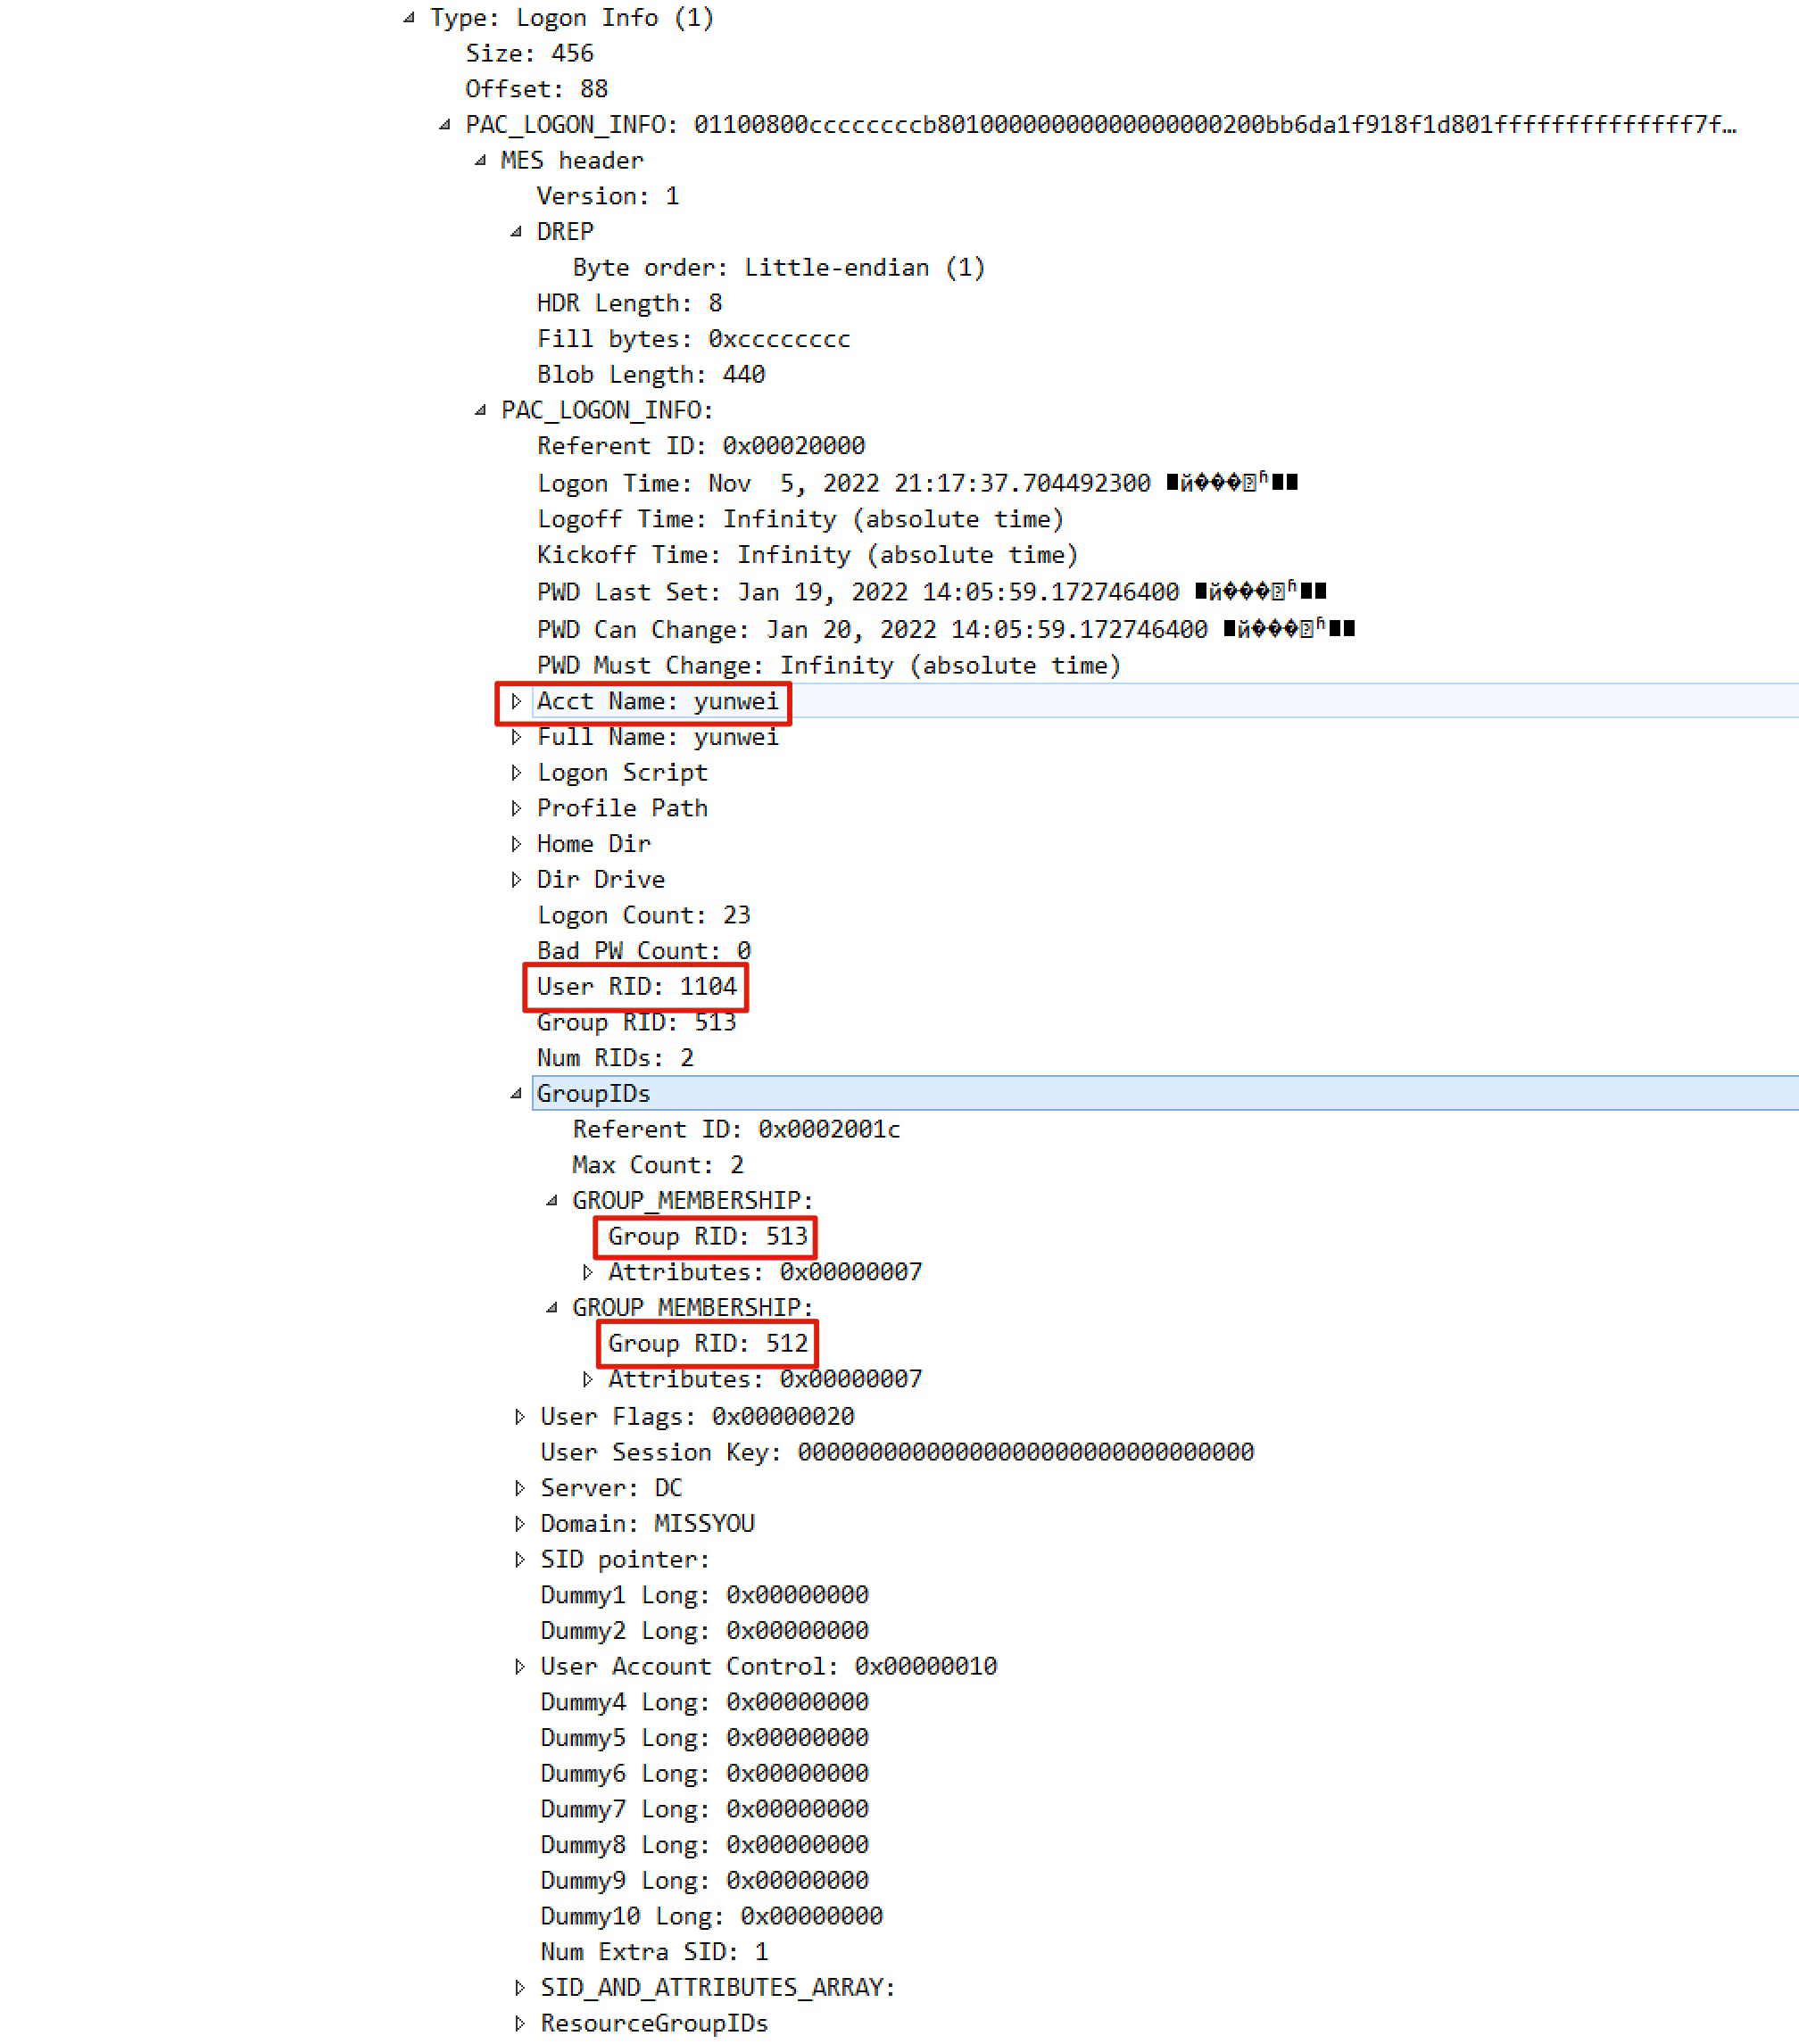 Type: Logon Info (1)
Size: 456
Offset: 88
PAC_LOGON_INFO: 01100800ccccccccb80100000000000000000200bb6da1f918f1d801ffffffffffffff7f…
MES header
Version: 1
DREP
Byte order: Little-endian (1)
HDR Length: 8
Fill bytes: 0xcccccccc
Blob Length: 440
PAC_LOGON_INFO:
Referent ID: 0x00020000
Logon Time: Nov  5, 2022 21:17:37.704492300
Logoff Time: Infinity (absolute time)
Kickoff Time: Infinity (absolute time)
PWD Last Set: Jan 19, 2022 14:05:59.172746400
PWD Can Change: Jan 20, 2022 14:05:59.172746400
PWD Must Change: Infinity (absolute time)
Acct Name: yunwei
Full Name: yunwei
Logon Script
Profile Path
Home Dir
Dir Drive
Logon Count: 23
Bad PW Count: 0
User RID: 1104
Group RID: 513
Num RIDs: 2
GroupIDs
Referent ID: 0x0002001c
Max Count: 2
GROUP_MEMBERSHIP:
Group RID: 513
Attributes: 0x00000007
GROUP_MEMBERSHIP:
Group RID: 512
Attributes: 0x00000007
User Flags: 0x00000020
User Session Key: 00000000000000000000000000000000
Server: DC
Domain: MISSYOU
SID pointer:
Dummy1 Long: 0x00000000
Dummy2 Long: 0x00000000
User Account Control: 0x00000010
Dummy4 Long: 0x00000000
Dummy5 Long: 0x00000000
Dummy6 Long: 0x00000000
Dummy7 Long: 0x00000000
Dummy8 Long: 0x00000000
Dummy9 Long: 0x00000000
Dummy10 Long: 0x00000000
Num Extra SID: 1
SID_AND_ATTRIBUTES_ARRAY:
ResourceGroupIDs